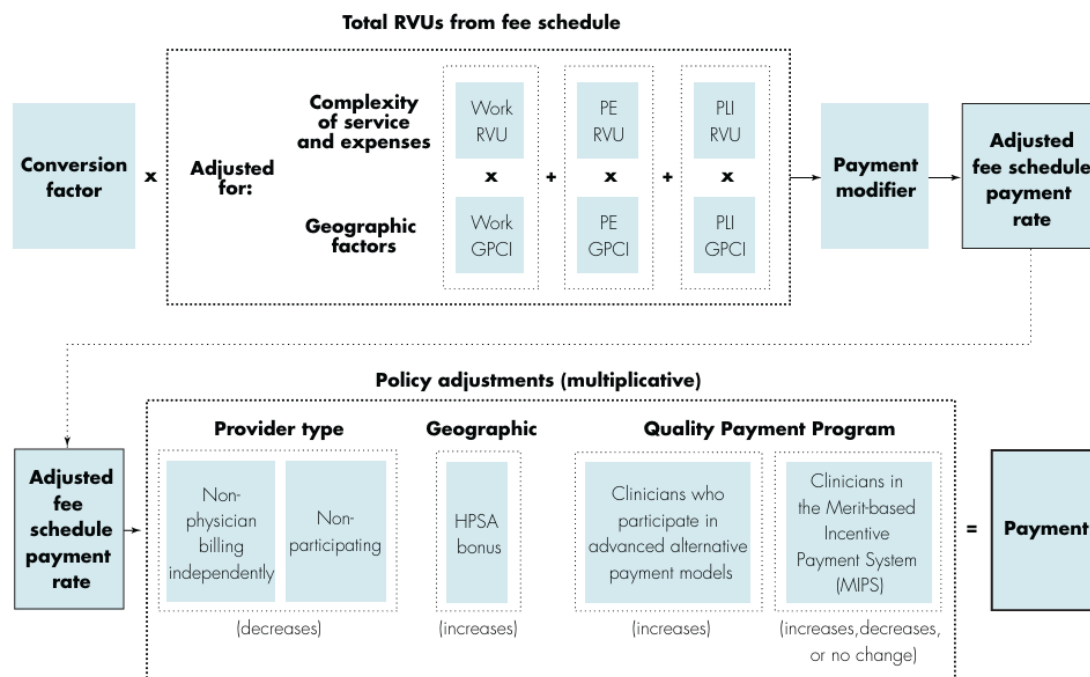 Total RVUs from fee schedule
Conversion
factor
x
Adjusted
for:
Complexity
of service
and expenses
Geographic
factors
Work
RVU
x
Work
GPCI
+
PE
RVU
x
PE
GPCI
+
PLI
RVU
x
PLI
GPCI
Payment
modifier
Adjusted
fee schedule
payment
rate
Policy adjustments (multiplicative)
Adjusted
fee
schedule
payment
rate
Provider type
Non-
physician
billing
independently
Non-
participating
(decreases)
Geographic
HPSA
bonus
(increases)
Quality Payment Program
Clinicians who
participate in
advanced alternative
payment models
(increases)
Clinicians in
the Merit-based
Incentive
Payment System
(MIPS)
(increases,decreases,
or no change)
=
Payment